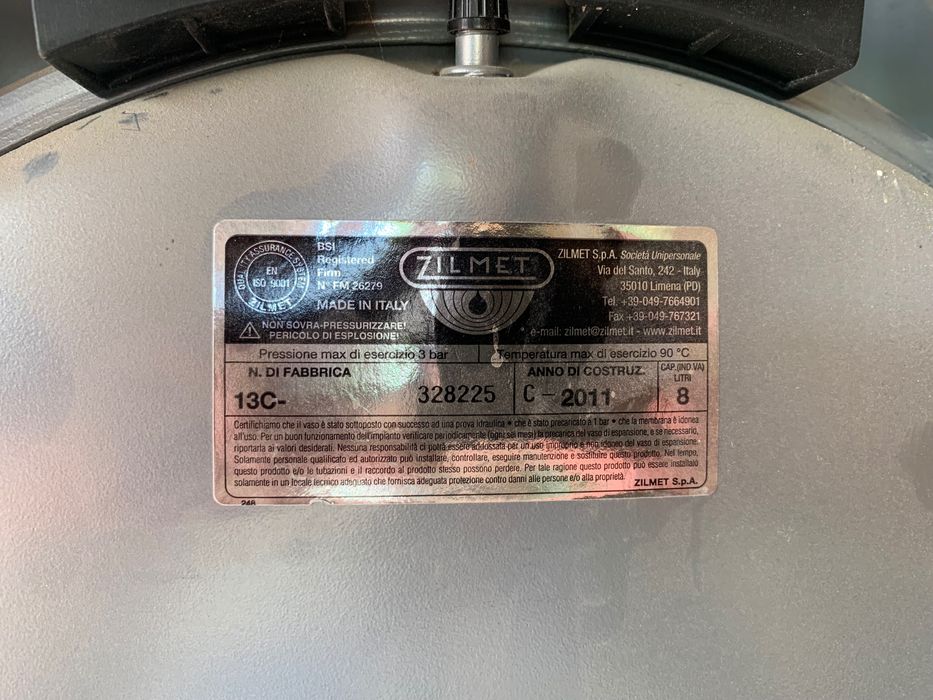 QUALITY ASSURANCE SYSTEM
EN
ISO 9001
ZILMET
BSI
Registered
Firm
N° FM 26279
MADE IN ITALY
NON SOVRA-PRESSURIZZARE!
PERICOLO DI ESPLOSIONE!
ZILMET
ZILMET S.p.A. Società Unipersonale
Via del Santo, 242 - Italy
35010 Limena (PD)
Tel. +39-049-7664901
Fax +39-049-767321
e-mail: zilmet@zilmet.it - www.zilmet.it
Pressione max di esercizio 3 bar
Temperatura max di esercizio 90 °C
N. DI FABBRICA
13C- 328225
ANNO DI COSTRUZ.
C - 2011
CAP.(IND.VA)
LITRI
8
Certifichiamo che il vaso è stato sottoposto con successo ad una prova idraulica • che è stato precaricato a 1 bar • che la membrana è idonea
all'uso. Per un buon funzionamento dell'impianto verificare periodicamente (ogni sei mesi) la precarica del vaso di espansione, e se necessario,
riportarla ai valori desiderati. Nessuna responsabilità ci potrà essere addossata per un uso improprio e non idoneo del vaso di espansione.
Solamente personale qualificato ed autorizzato può installare, controllare, eseguire manutenzione e sostituire questo prodotto. Nel tempo,
questo prodotto e/o le tubazioni e il raccordo al prodotto stesso possono perdere. Per tale ragione questo prodotto può essere installato
solamente in un locale tecnico adeguato che fornisca adeguata protezione contro danni alle persone e/o alla proprietà.
ZILMET S.p.A.
248